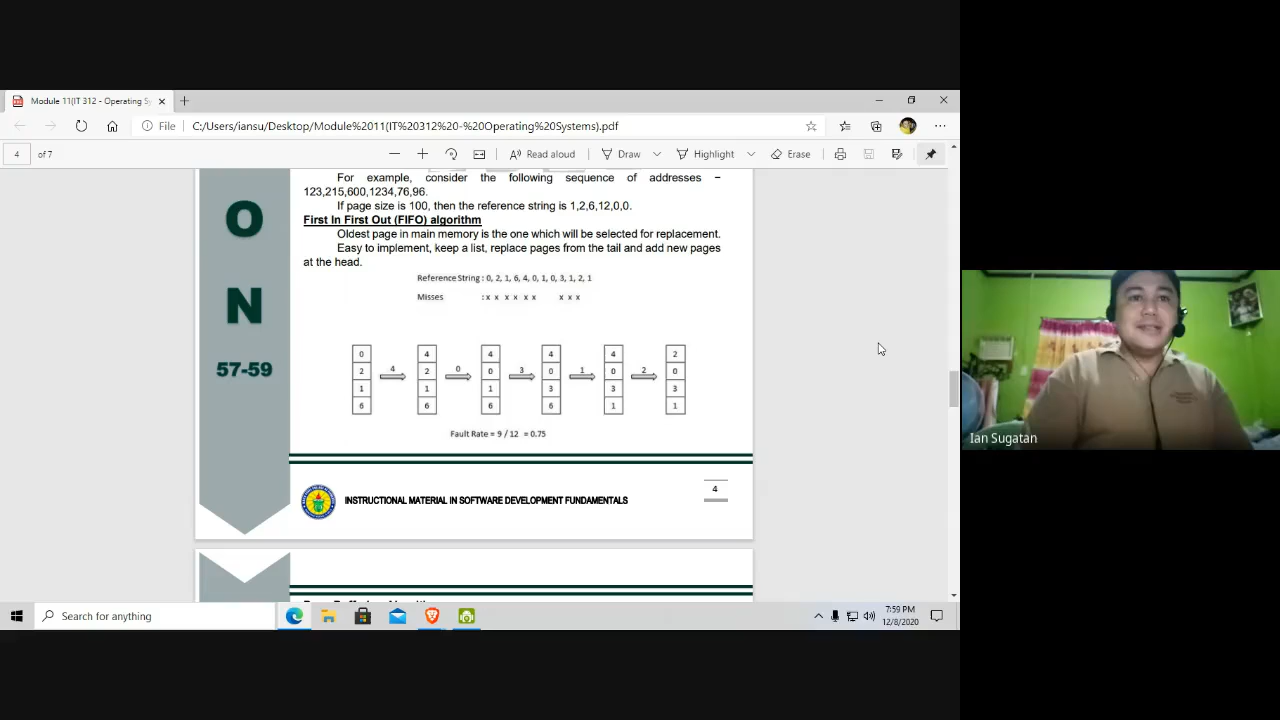 Module 11(IT 312 - Operating Sy
File
C:/Users/iansu/Desktop/Module%2011(IT%20312%20-%20Operating%20Systems).pdf
4 of 7
Read aloud
Draw
Highlight
Erase
O
N
57-59
For example, consider the following sequence of addresses –
123,215,600,1234,76,96.
If page size is 100, then the reference string is 1,2,6,12,0,0.
First In First Out (FIFO) algorithm
Oldest page in main memory is the one which will be selected for replacement.
Easy to implement, keep a list, replace pages from the tail and add new pages
at the head.
Reference String : 0, 2, 1, 6, 4, 0, 1, 0, 3, 1, 2, 1
Misses : x x x x x x x x x
0 4 4 4 4 2
2 4 2 0 0 3 0 1 0 2 0
1 1 1 3 3 3
6 6 6 6 1 1
Fault Rate = 9 / 12 = 0.75
INSTRUCTIONAL MATERIAL IN SOFTWARE DEVELOPMENT FUNDAMENTALS
4
Ian Sugatan
Search for anything
7:59 PM
12/8/2020